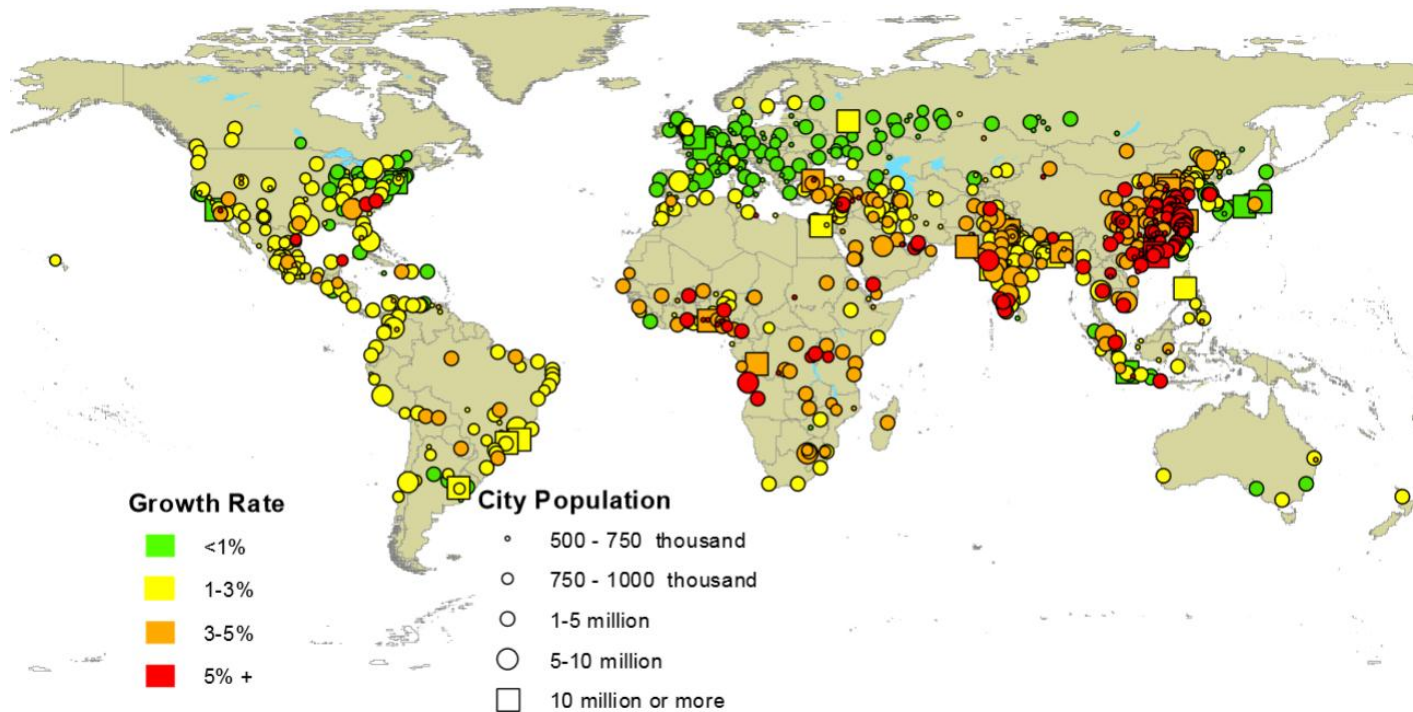 Growth Rate
<1%
1-3%
3-5%
5% +
City Population
500 - 750 thousand
750 - 1000 thousand
1-5 million
5-10 million
10 million or more